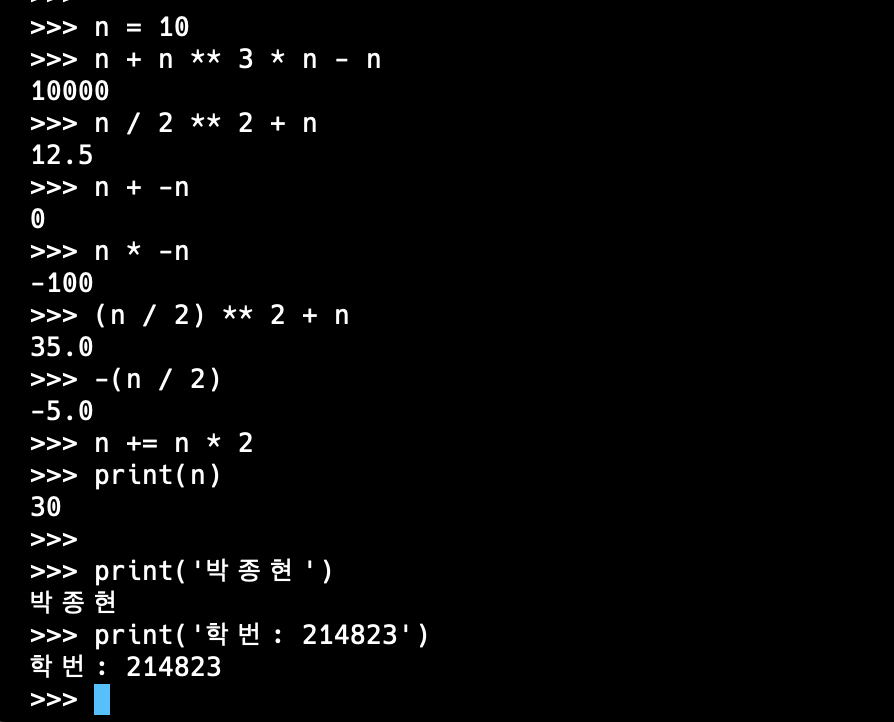 >>> n = 10
>>> n + n ** 3 * n - n
10000
>>> n / 2 ** 2 + n
12.5
>>> n + -n
0
>>> n * -n
-100
>>> (n / 2) ** 2 + n
35.0
>>> -(n / 2)
-5.0
>>> n += n * 2
>>> print(n)
30
>>>
>>> print('박종현')
박종현
>>> print('학번: 214823')
학번: 214823
>>>